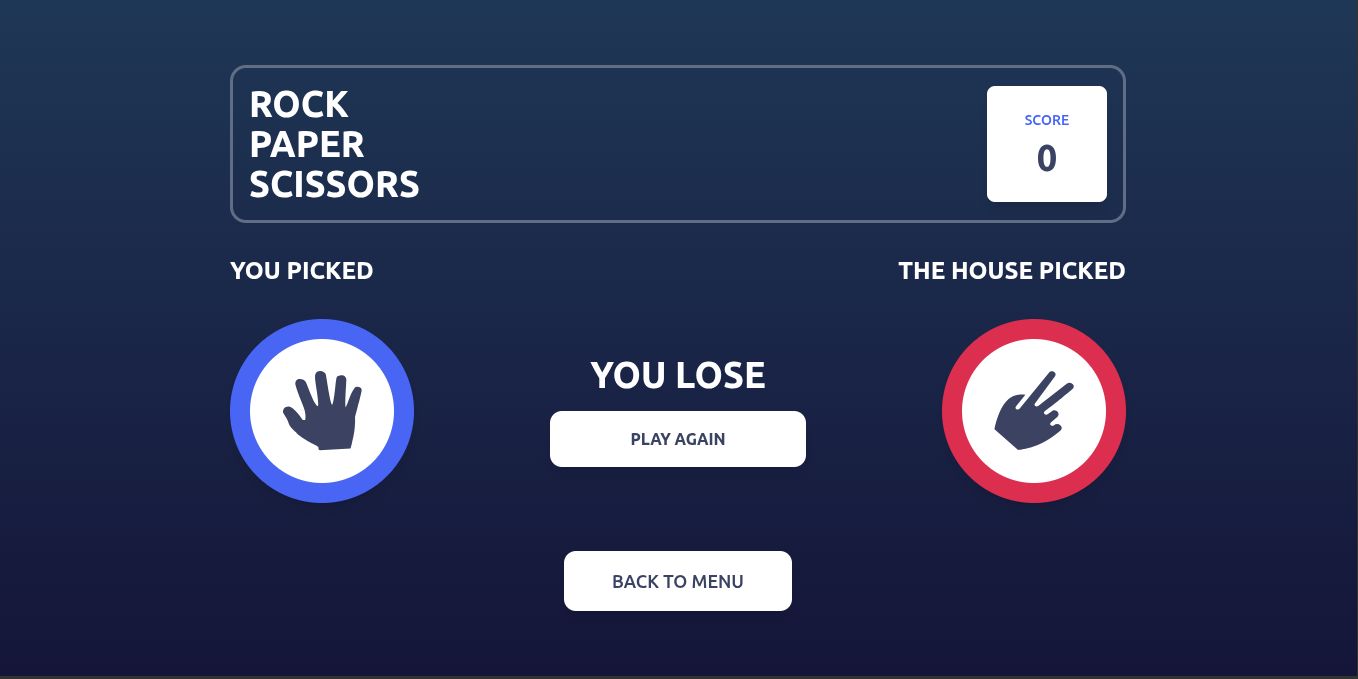 ROCK
PAPER
SCISSORS
SCORE
0
YOU PICKED
THE HOUSE PICKED
YOU LOSE
PLAY AGAIN
BACK TO MENU